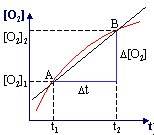 [O₂]
B
[O₂]₂
Δ[O₂]
A
[O₂]₁
Δt
t₁ t₂ t